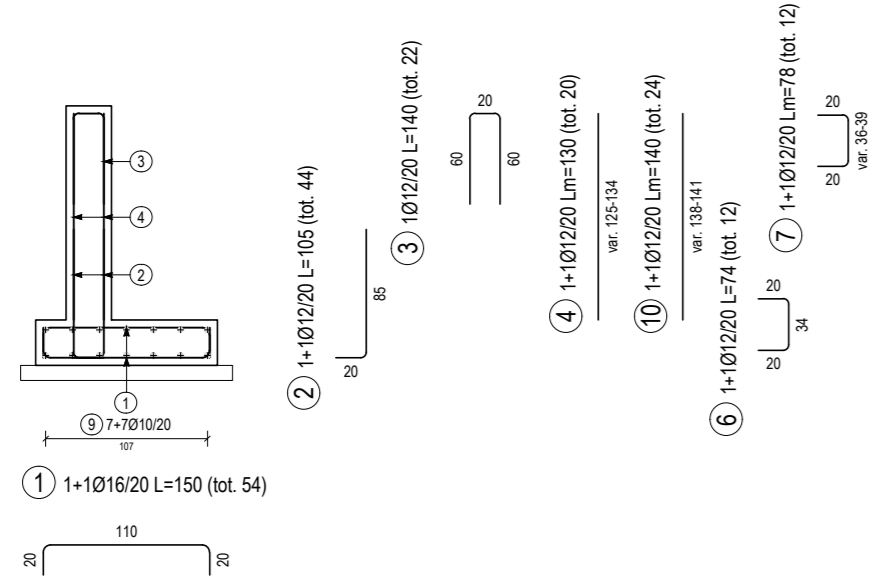 3
4
2
1
9 7+7Ø10/20
107
1 1+1Ø16/20 L=150 (tot. 54)
110
20
20
2 1+1Ø12/20 L=105 (tot. 44)
85
20
3 1Ø12/20 L=140 (tot. 22)
20
60
60
4 1+1Ø12/20 Lm=130 (tot. 20)
var. 125-134
10 1+1Ø12/20 Lm=140 (tot. 24)
var. 138-141
6 1+1Ø12/20 L=74 (tot. 12)
20
34
20
7 1+1Ø12/20 Lm=78 (tot. 12)
20
var. 36-39
20